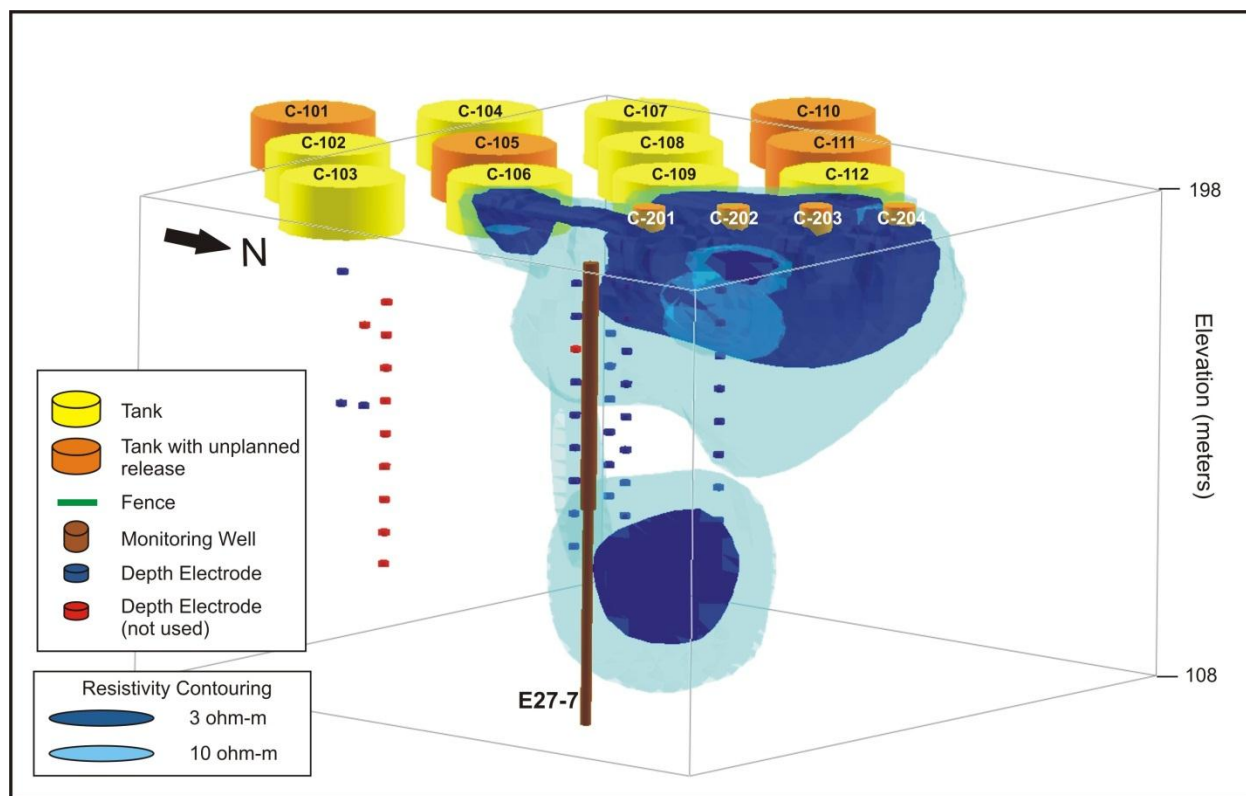 C-101
C-104
C-107
C-110
C-102
C-105
C-108
C-111
C-103
C-106
C-109
C-112
C-201
C-202
C-203
C-204
198
N
Elevation (meters)
108
E27-7
Tank
Tank with unplanned
release
Fence
Monitoring Well
Depth Electrode
Depth Electrode
(not used)
Resistivity Contouring
3 ohm-m
10 ohm-m